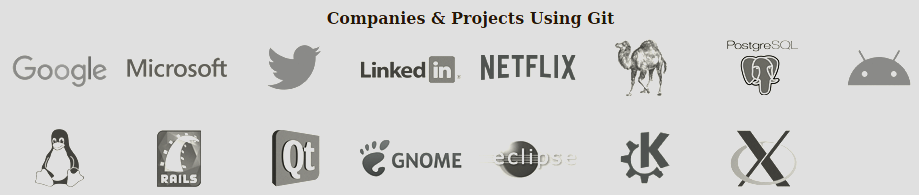 Companies & Projects Using Git
Google Microsoft LinkedIn NETFLIX PostgreSQL
RAILS Qt GNOME eclipse K X